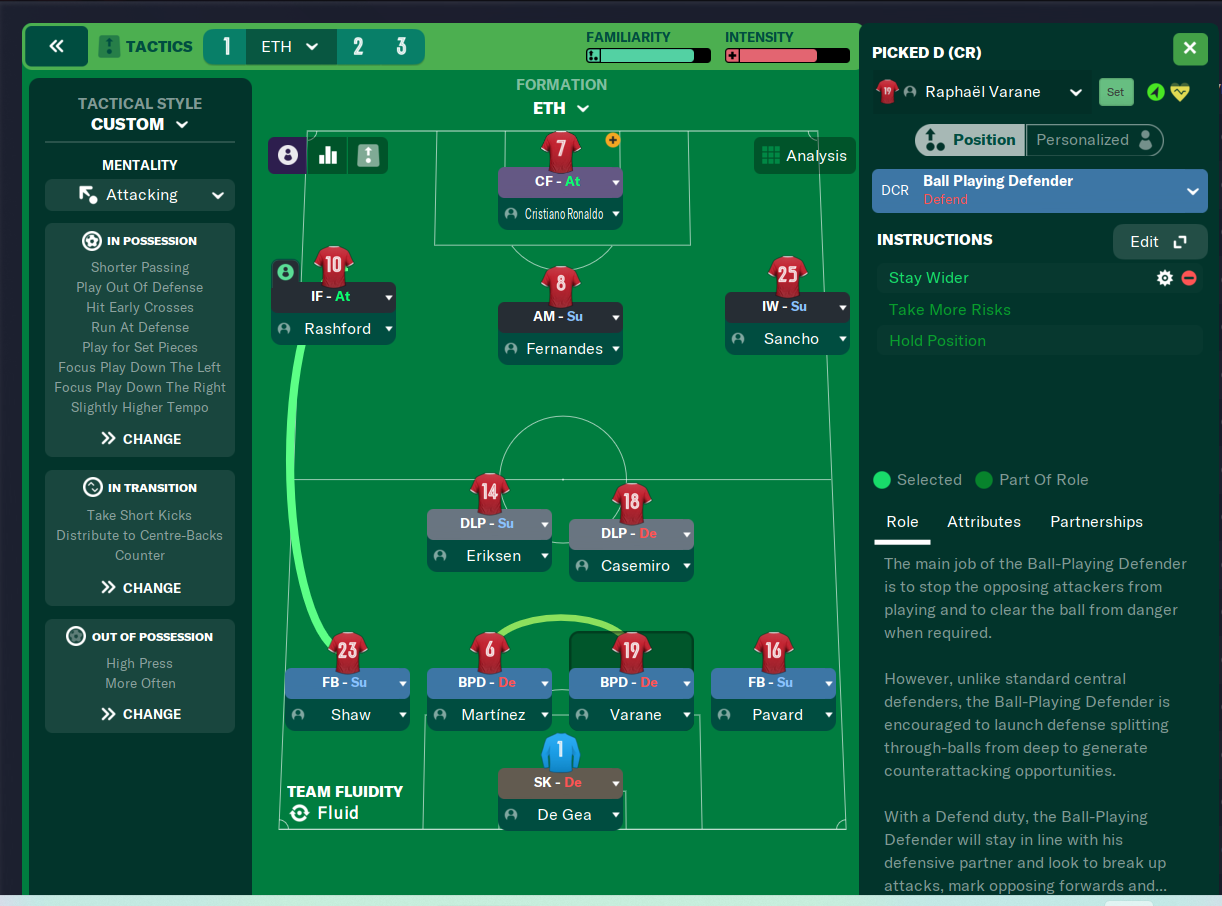 TACTICS
1
ETH
2
3
FAMILIARITY
INTENSITY
TACTICAL STYLE
CUSTOM
MENTALITY
Attacking
IN POSSESSION
Shorter Passing
Play Out Of Defense
Hit Early Crosses
Run At Defense
Play for Set Pieces
Focus Play Down The Left
Focus Play Down The Right
Slightly Higher Tempo
CHANGE
IN TRANSITION
Take Short Kicks
Distribute to Centre-Backs
Counter
CHANGE
OUT OF POSSESSION
High Press
More Often
CHANGE
FORMATION
ETH
Analysis
7
CF - At
Cristiano Ronaldo
10
IF - At
Rashford
8
AM - Su
Fernandes
25
IW - Su
Sancho
14
DLP - Su
Eriksen
18
DLP - De
Casemiro
23
FB - Su
Shaw
6
BPD - De
Martínez
19
BPD - De
Varane
16
FB - Su
Pavard
1
SK - De
De Gea
TEAM FLUIDITY
Fluid
PICKED D (CR)
19
Raphaël Varane
Set
Position
Personalized
DCR
Ball Playing Defender
Defend
INSTRUCTIONS
Edit
Stay Wider
Take More Risks
Hold Position
Selected
Part Of Role
Role
Attributes
Partnerships
The main job of the Ball-Playing Defender
is to stop the opposing attackers from
playing and to clear the ball from danger
when required.
However, unlike standard central
defenders, the Ball-Playing Defender is
encouraged to launch defense splitting
through-balls from deep to generate
counterattacking opportunities.
With a Defend duty, the Ball-Playing
Defender will stay in line with his
defensive partner and look to break up
attacks, mark opposing forwards and...